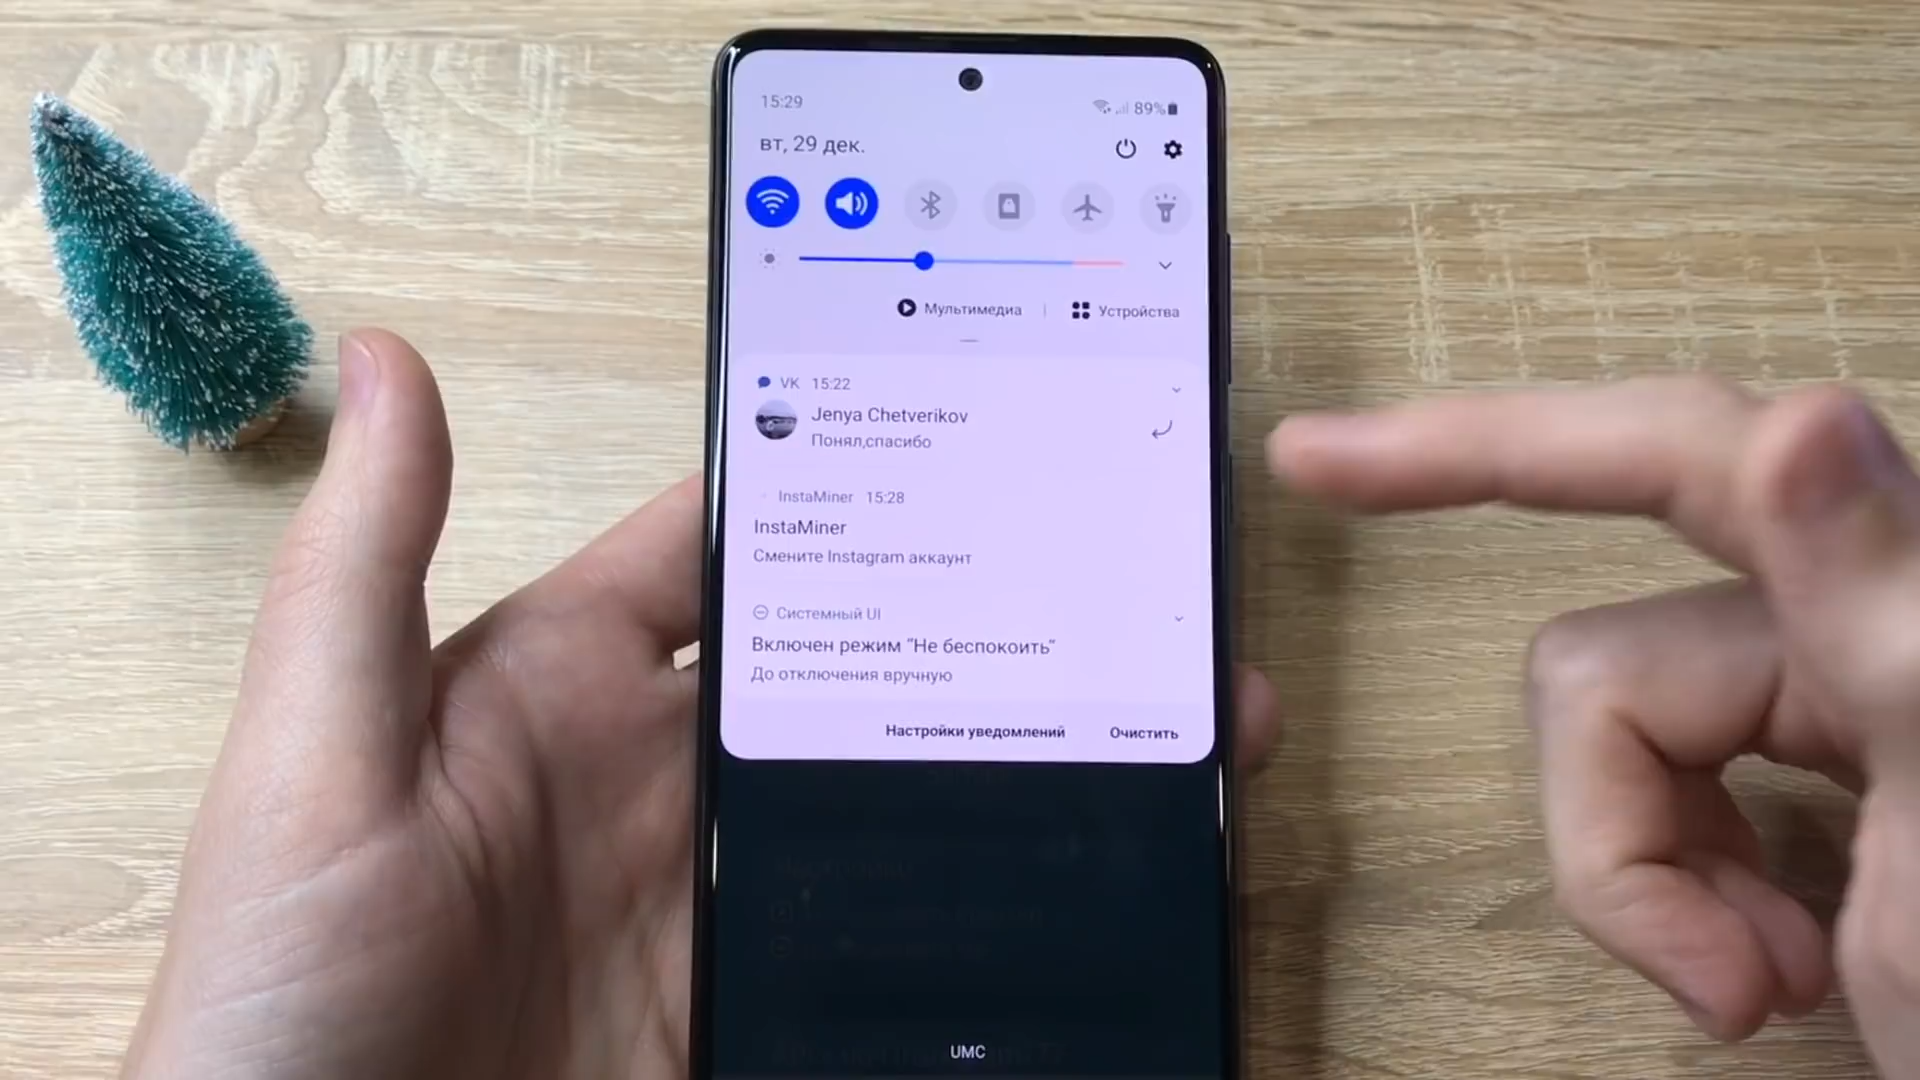 15:29
89%
вт, 29 дек.
Мультимедиа | Устройства
VK 15:22
Jenya Chetverikov
Понял,спасибо
InstaMiner 15:28
InstaMiner
Смените Instagram аккаунт
Системный UI
Включен режим "Не беспокоить"
До отключения вручную
Настройки уведомлений Очистить
UMC